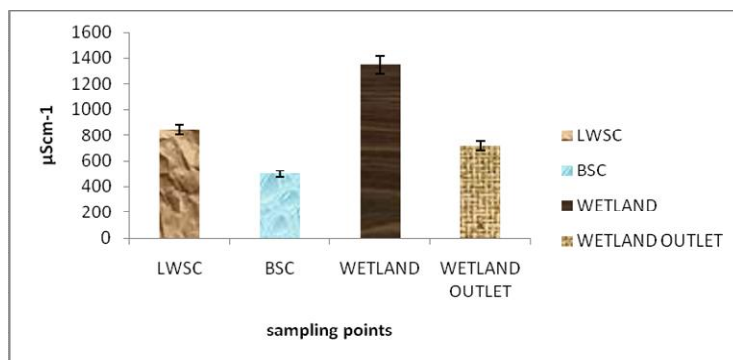 1600
1400
1200
1000
800
600
400
200
0
µScm-1
LWSC
BSC
WETLAND
WETLAND
OUTLET
sampling points
LWSC
BSC
WETLAND
WETLAND OUTLET